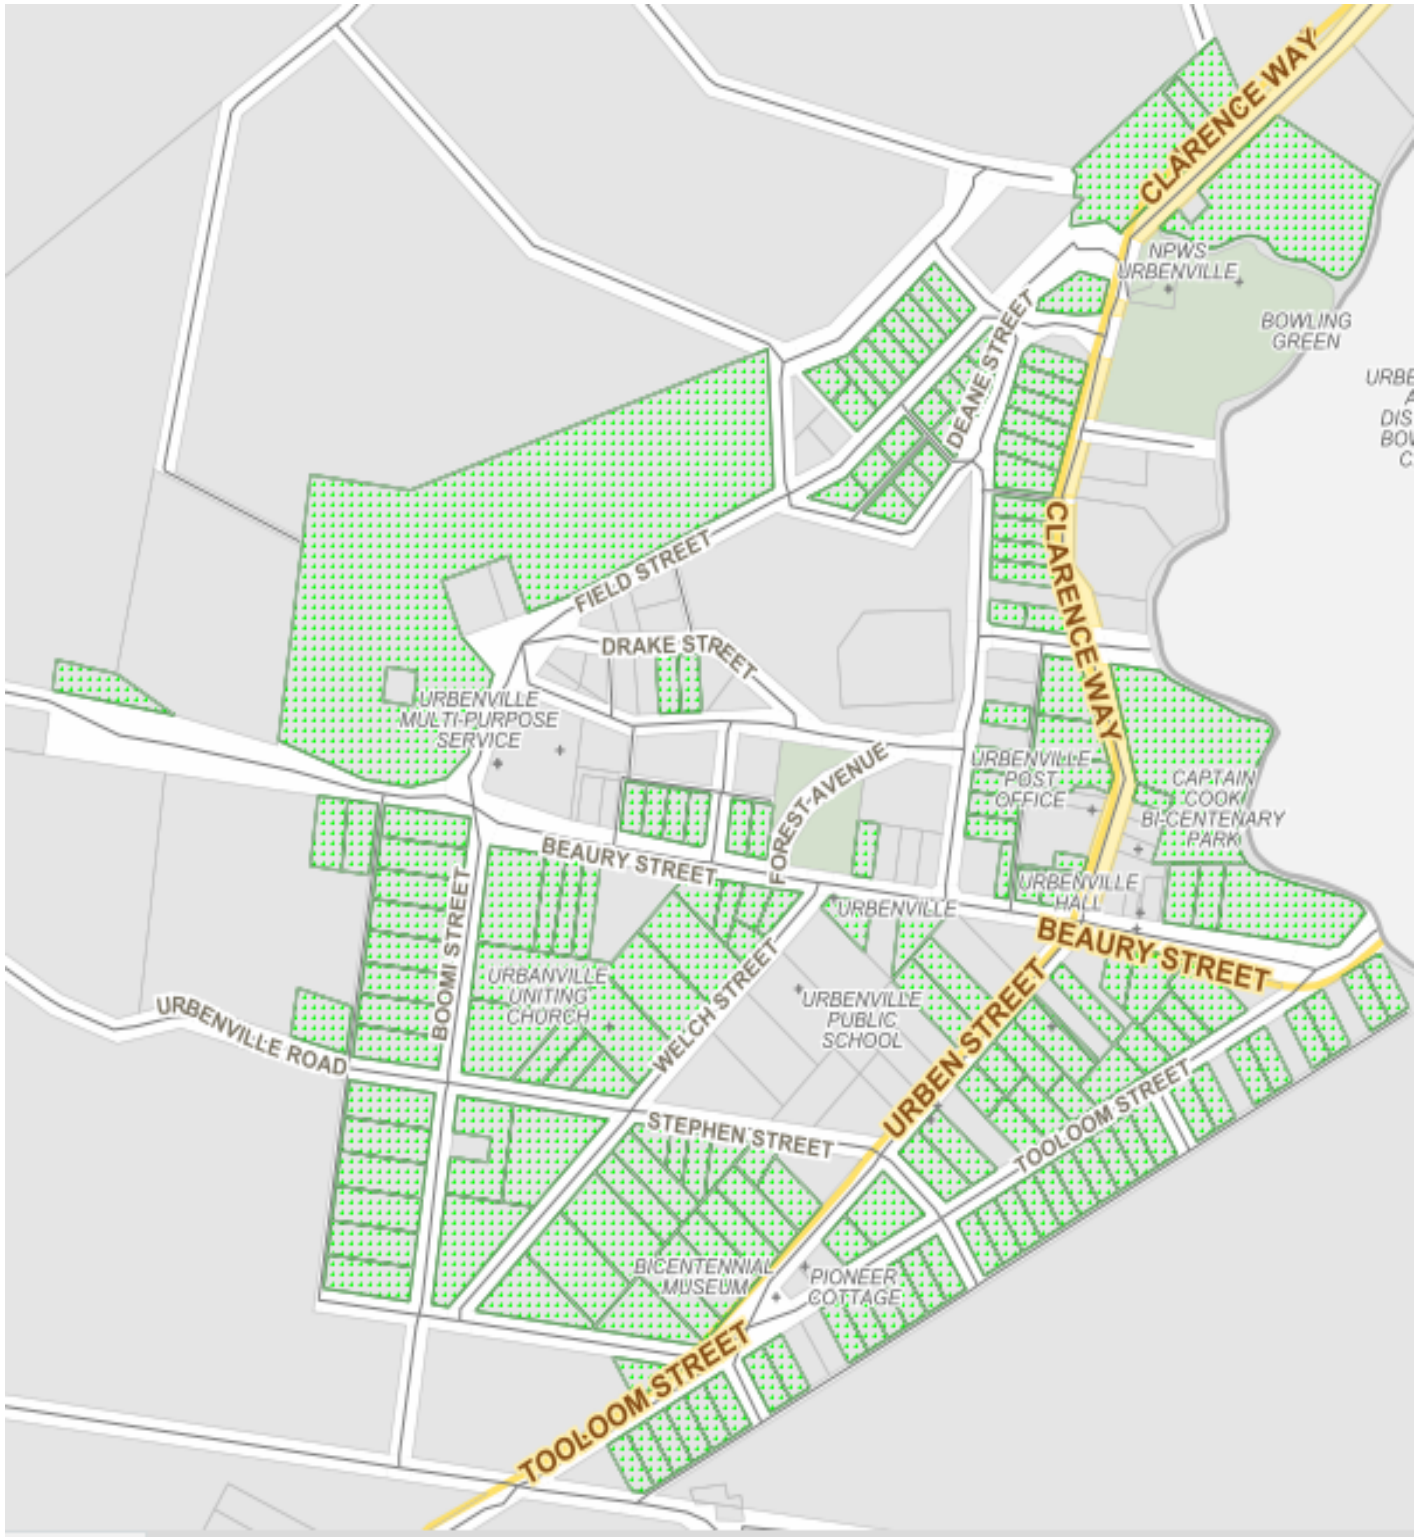 CLARENCE WAY
NPWS
URBENVILLE
BOWLING
GREEN
DEANE STREET
CLARENCE WAY
FIELD STREET
DRAKE STREET
URBENVILLE
MULTI-PURPOSE
SERVICE
FOREST AVENUE
URBENVILLE
POST
OFFICE
CAPTAIN
COOK
BI-CENTENARY
PARK
BEAURY STREET
URBENVILLE
HALL
URBENVILLE
BEAURY STREET
BOOMI STREET
URBANVILLE
UNITING
CHURCH
WELCH STREET
URBENVILLE
PUBLIC
SCHOOL
URBEN STREET
URBENVILLE ROAD
STEPHEN STREET
TOOLOOM STREET
BICENTENNIAL
MUSEUM
PIONEER
COTTAGE
TOOLOOM STREET